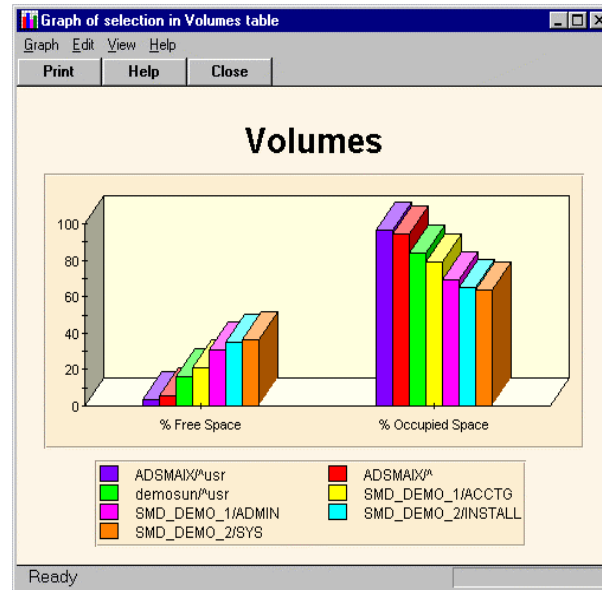 Graph of selection in Volumes table
Graph Edit View Help
Print Help Close
Volumes
100
80
60
40
20
0
% Free Space % Occupied Space
ADSMAIX/^usr ADSMAIX/^
demosun/^usr SMD_DEMO_1/ACCTG
SMD_DEMO_1/ADMIN SMD_DEMO_2/INSTALL
SMD_DEMO_2/SYS
Ready